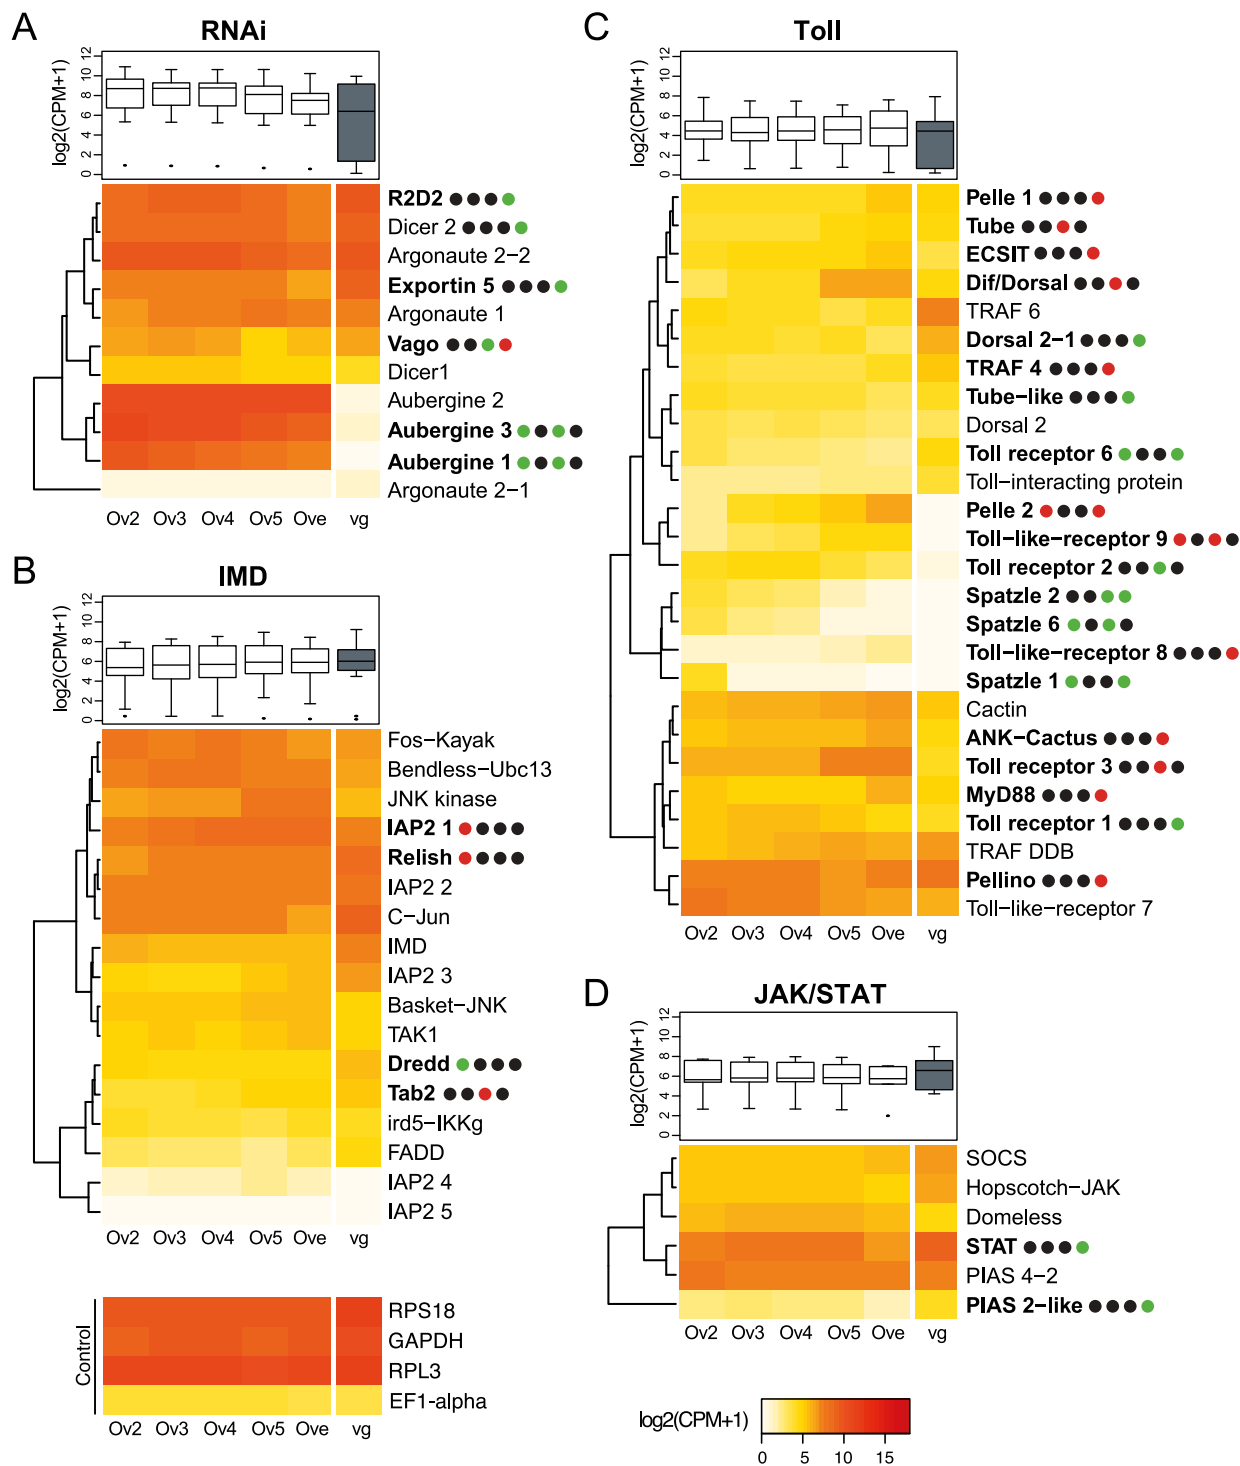 A
RNAi
log2(CPM+1)
0 2 4 6 8 10 12
R2D2
Dicer 2
Argonaute 2−2
Exportin 5
Argonaute 1
Vago
Dicer1
Aubergine 2
Aubergine 3
Aubergine 1
Argonaute 2−1
Ov2 Ov3 Ov4 Ov5 Ove vg
B
IMD
log2(CPM+1)
0 2 4 6 8 10 12
Fos−Kayak
Bendless−Ubc13
JNK kinase
IAP2 1
Relish
IAP2 2
C−Jun
IMD
IAP2 3
Basket−JNK
TAK1
Dredd
Tab2
ird5−IKKg
FADD
IAP2 4
IAP2 5
Ov2 Ov3 Ov4 Ov5 Ove vg
Control
RPS18
GAPDH
RPL3
EF1-alpha
Ov2 Ov3 Ov4 Ov5 Ove vg
C
Toll
log2(CPM+1)
0 2 4 6 8 10 12
Pelle 1
Tube
ECSIT
Dif/Dorsal
TRAF 6
Dorsal 2−1
TRAF 4
Tube−like
Dorsal 2
Toll receptor 6
Toll−interacting protein
Pelle 2
Toll−like−receptor 9
Toll receptor 2
Spatzle 2
Spatzle 6
Toll−like−receptor 8
Spatzle 1
Cactin
ANK−Cactus
Toll receptor 3
MyD88
Toll receptor 1
TRAF DDB
Pellino
Toll−like−receptor 7
Ov2 Ov3 Ov4 Ov5 Ove vg
D
JAK/STAT
log2(CPM+1)
0 2 4 6 8 10 12
SOCS
Hopscotch−JAK
Domeless
STAT
PIAS 4−2
PIAS 2−like
Ov2 Ov3 Ov4 Ov5 Ove vg
log2(CPM+1)
0 5 10 15